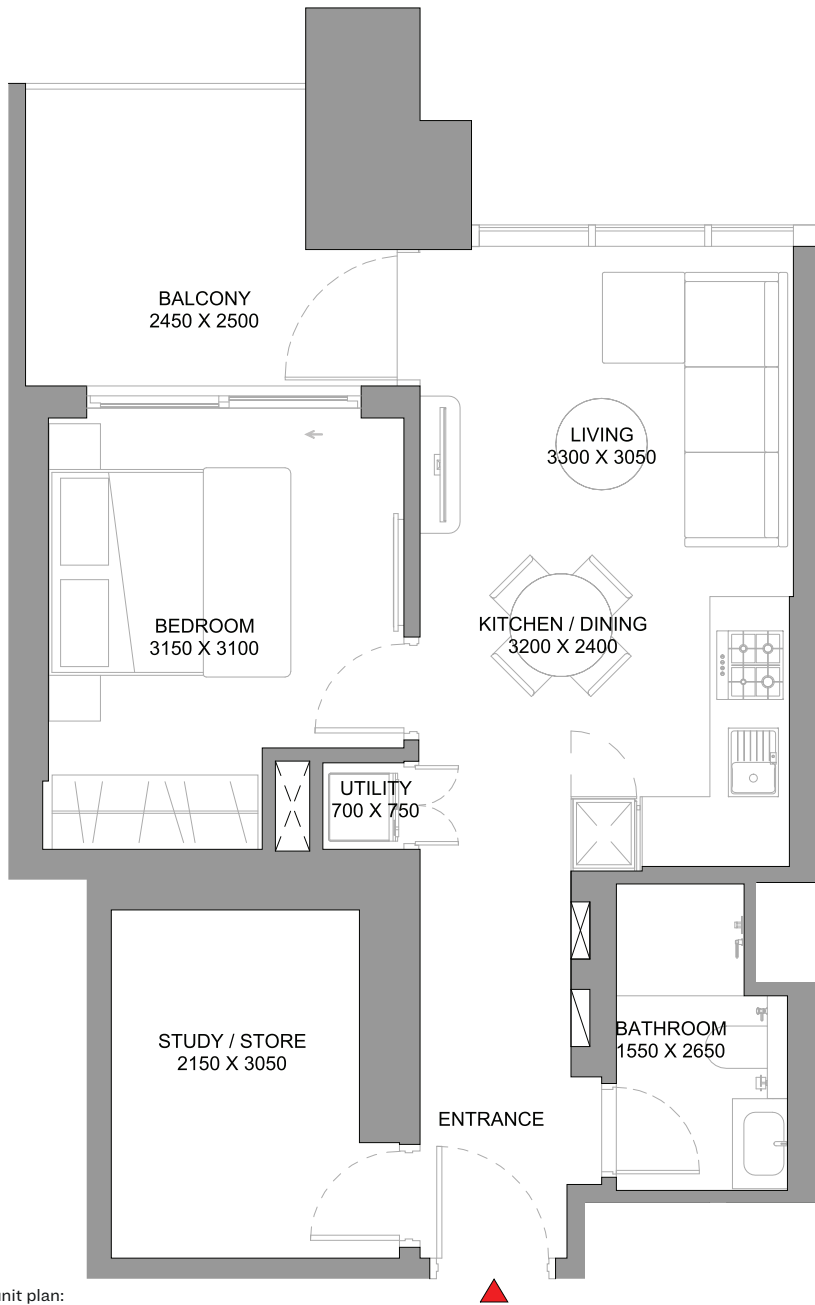 BALCONY
2450 X 2500
LIVING
3300 X 3050
BEDROOM
3150 X 3100
KITCHEN / DINING
3200 X 2400
UTILITY
700 X 750
STUDY / STORE
2150 X 3050
BATHROOM
1550 X 2650
ENTRANCE
unit plan: